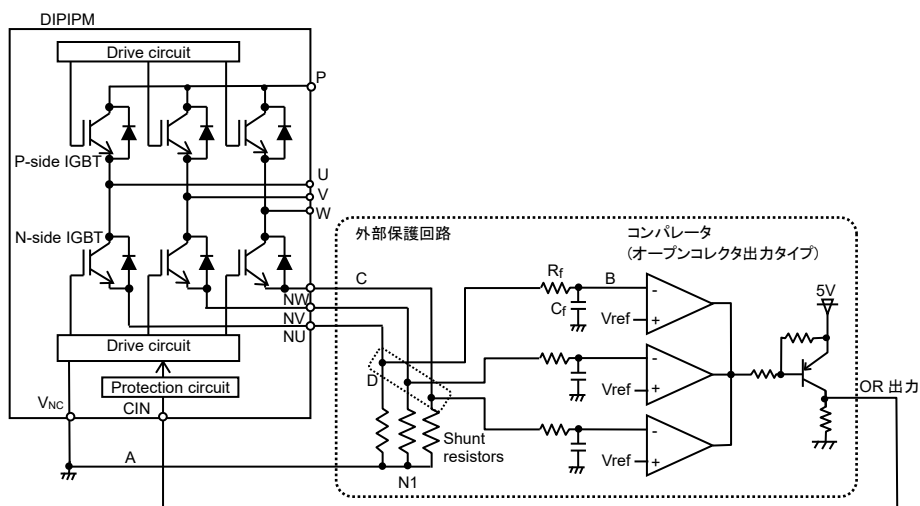 DIPIPM
Drive circuit
P
P-side IGBT
U
V
W
N-side IGBT
外部保護回路
コンパレータ
(オープンコレクタ出力タイプ)
C
Rf
B
-
5V
Cf
NW
Vref
+
NV
NU
Drive circuit
-
D
Protection circuit
Vref
+
OR 出力
VNC
CIN
-
Shunt
resistors
A
Vref
+
N1